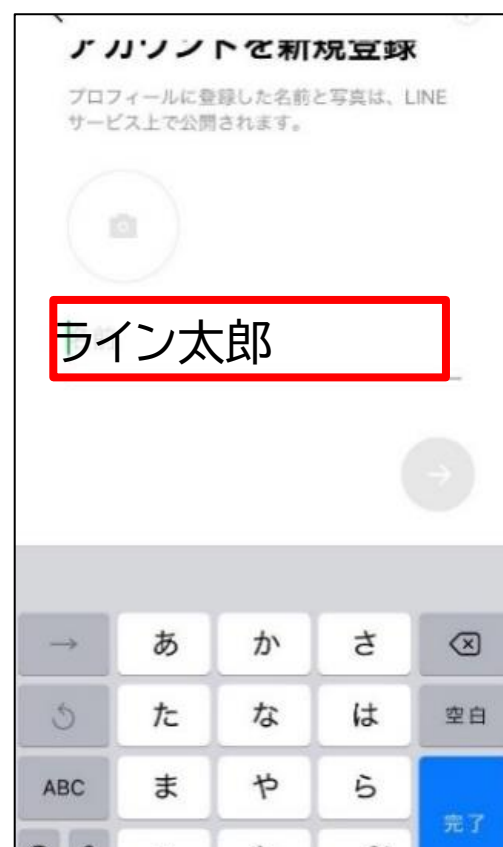 アカウントを新規登録
プロフィールに登録した名前と写真は、LINE
サービス上で公開されます。
ライン太郎
→ あ か さ
た な は 空白
ABC ま や ら
完了